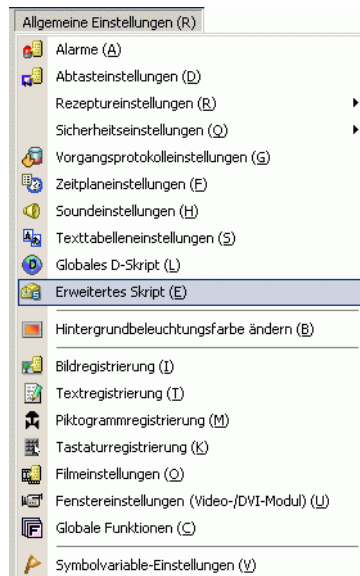 Allgemeine Einstellungen (R)
Alarme (A)
Abtasteinstellungen (D)
Rezeptureinstellungen (R)
Sicherheitseinstellungen (Q)
Vorgangsprotokolleinstellungen (G)
Zeitplaneinstellungen (F)
Soundeinstellungen (H)
Texttabelleneinstellungen (S)
Globales D-Skript (L)
Erweitertes Skript (E)
Hintergrundbeleuchtungsfarbe ändern (B)
Bildregistrierung (I)
Textregistrierung (T)
Piktogrammregistrierung (M)
Tastaturregistrierung (K)
Filmeinstellungen (O)
Fenstereinstellungen (Video-/DVI-Modul) (U)
Globale Funktionen (C)
Symbolvariable-Einstellungen (V)